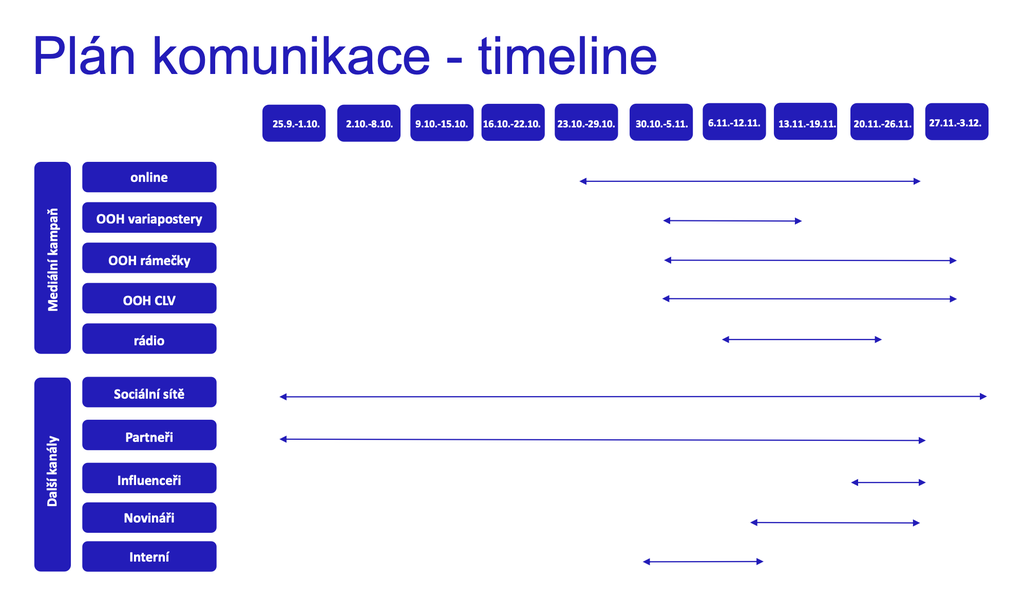 Plán komunikace - timeline
25.9.-1.10.
2.10.-8.10.
9.10.-15.10.
16.10.-22.10.
23.10.-29.10.
30.10.-5.11.
6.11.-12.11.
13.11.-19.11.
20.11.-26.11.
27.11.-3.12.
Mediální kampaň
online
OOH variapostery
OOH rámečky
OOH CLV
rádio
Další kanály
Sociální sítě
Partneři
Influenceři
Novináři
Interní